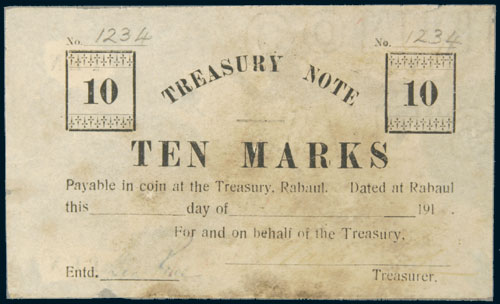 No. 1234 No. 1234
TREASURY NOTE
10 10
TEN MARKS
Payable in coin at the Treasury, Rabaul. Dated at Rabaul
this day of 191
For and on behalf of the Treasury,
Entd.
Treasurer.